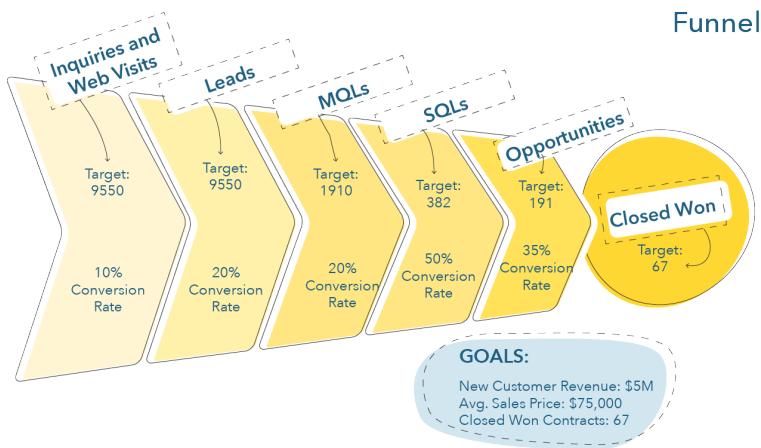 Funnel
Inquiries and
Web Visits
Target:
9550
10%
Conversion
Rate
Leads
Target:
9550
20%
Conversion
Rate
MQLs
Target:
1910
20%
Conversion
Rate
SQLs
Target:
382
50%
Conversion
Rate
Opportunities
Target:
191
35%
Conversion
Rate
Closed Won
Target:
67
GOALS:
New Customer Revenue: $5M
Avg. Sales Price: $75,000
Closed Won Contracts: 67